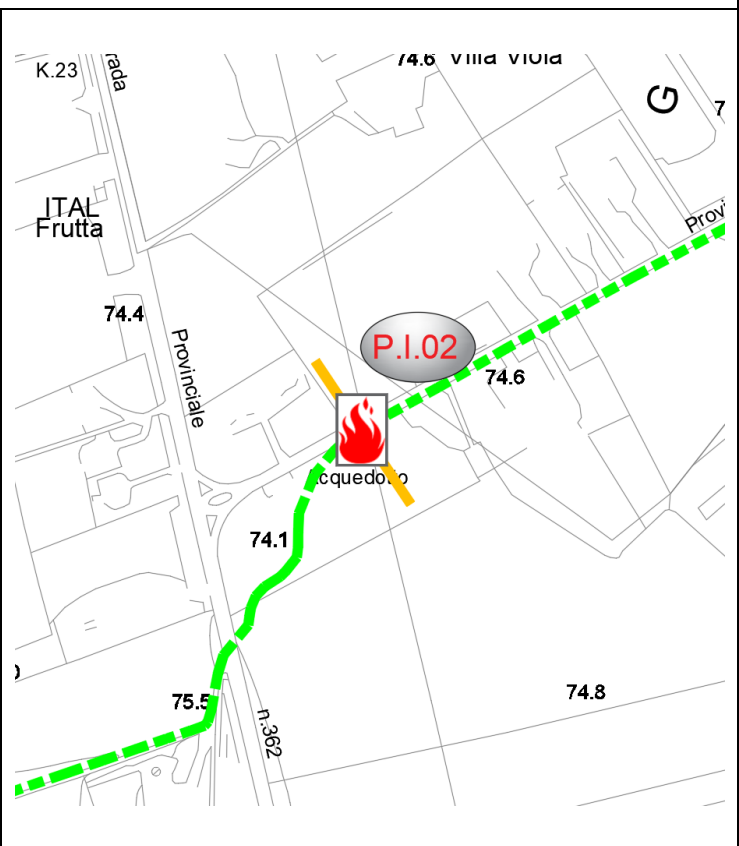 74.6 Villa Viola
K.23
rada
G
7
ITAL
Frutta
Provi
74.4
Provinciale
P.I.02
74.6
Acquedotto
74.1
74.8
75.5
n.362